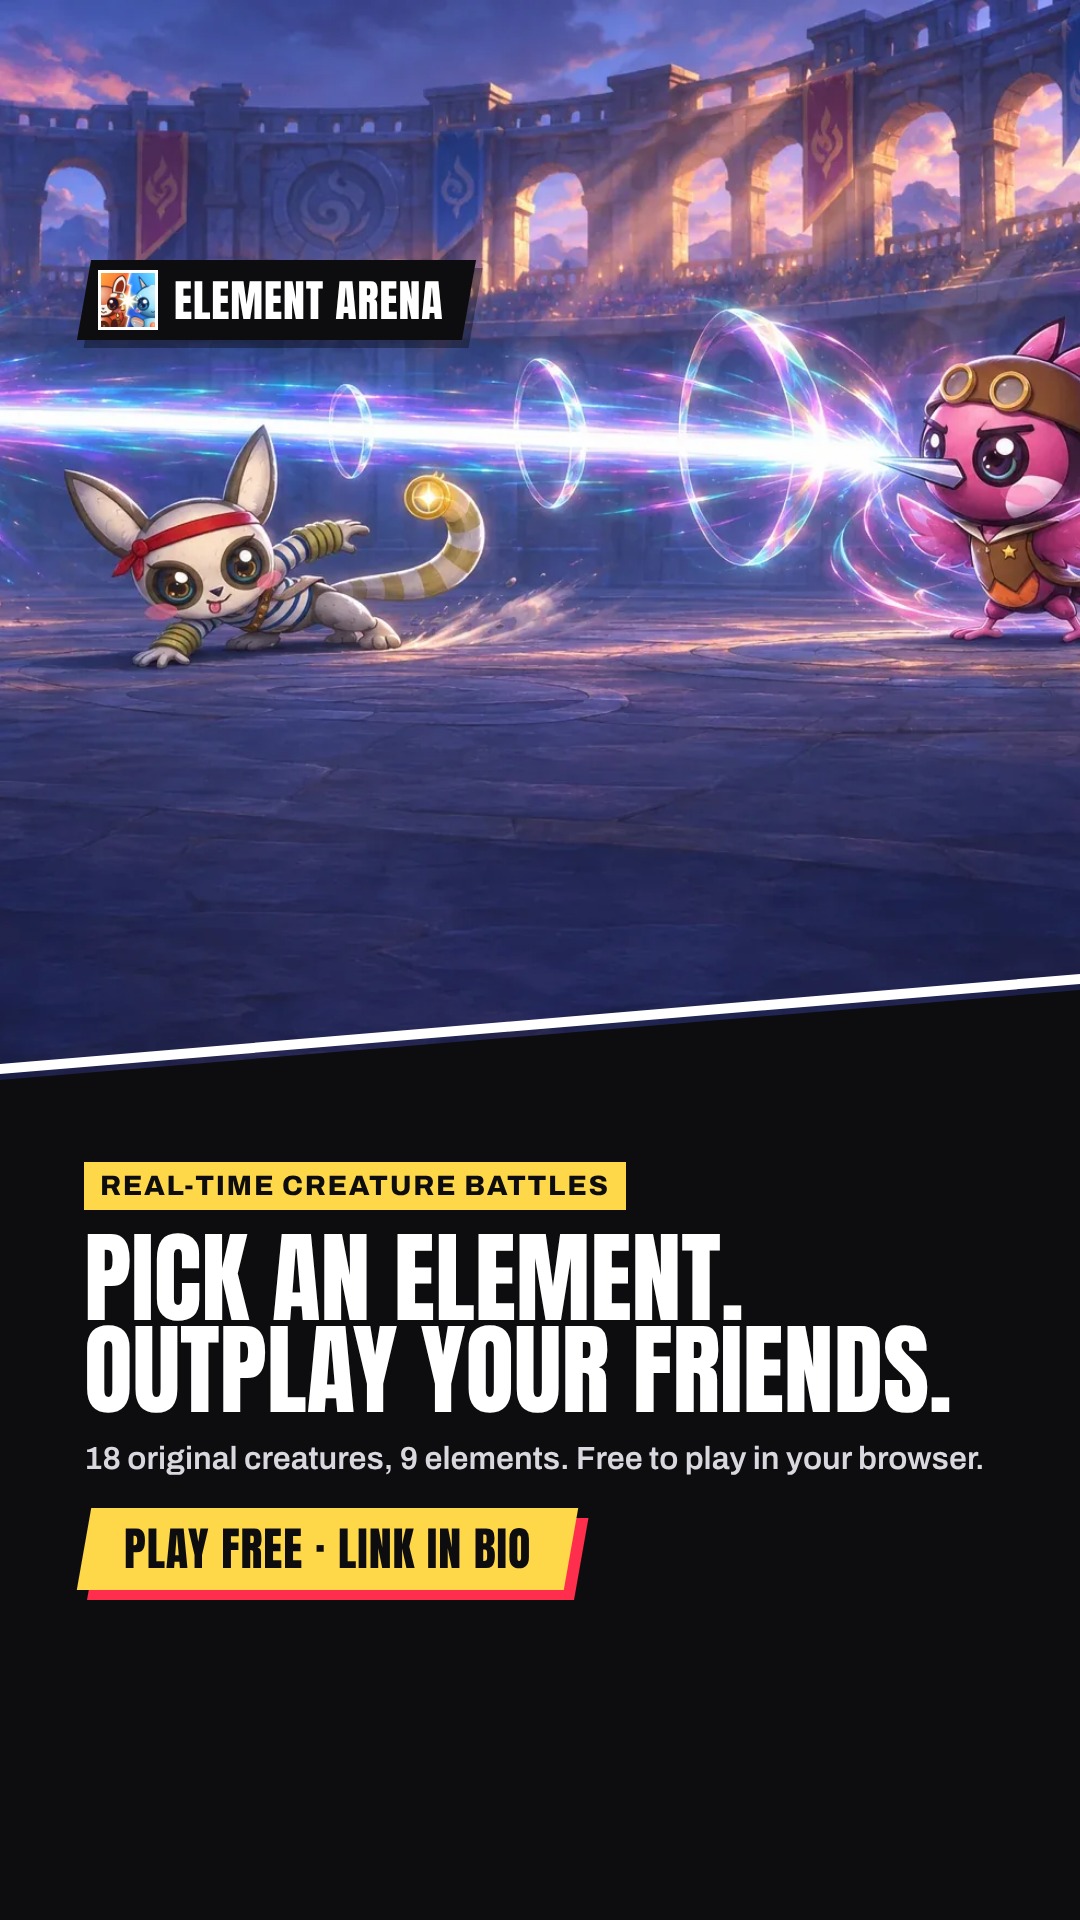 ELEMENT ARENA
REAL-TIME CREATURE BATTLES
PICK AN ELEMENT.
OUTPLAY YOUR FRIENDS.
18 original creatures, 9 elements. Free to play in your browser.
PLAY FREE · LINK IN BIO